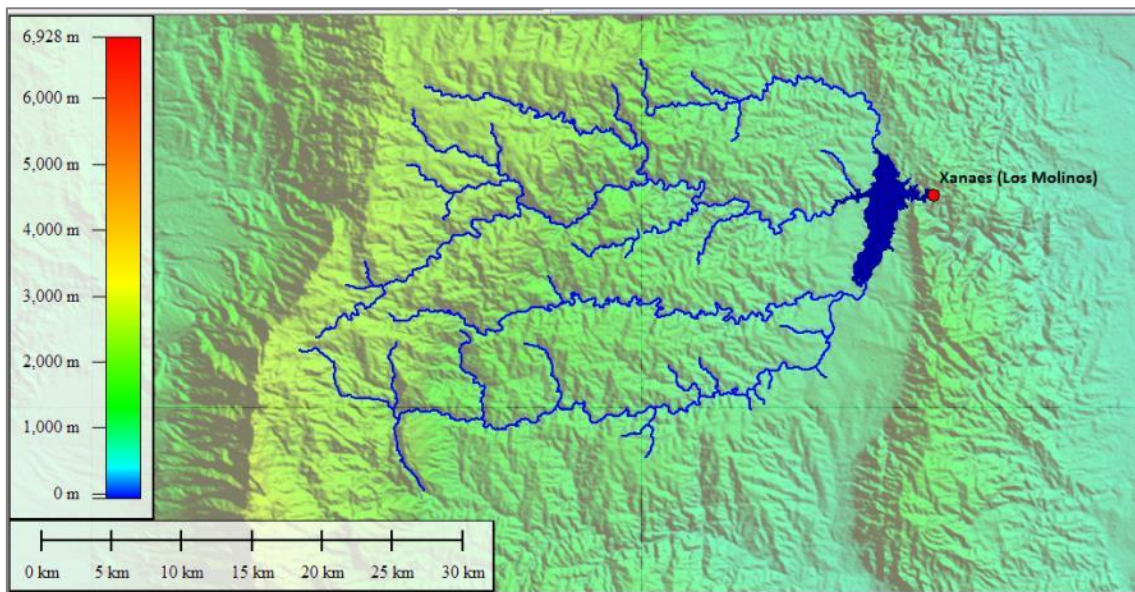 6,928 m
6,000 m
5,000 m
4,000 m
3,000 m
2,000 m
1,000 m
0 m
Xanaes (Los Molinos)
0 km 5 km 10 km 15 km 20 km 25 km 30 km